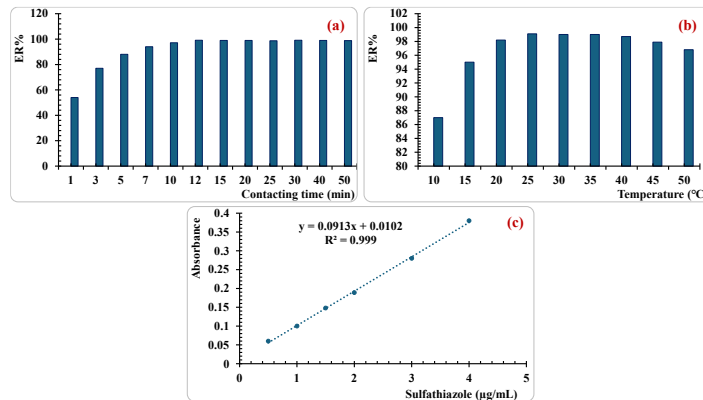 (a)
ER%
120
100
80
60
40
20
0
1 3 5 7 10 12 15 20 25 30 40 50
Contacting time (min)
(b)
ER%
102
100
98
96
94
92
90
88
86
84
82
80
10 15 20 25 30 35 40 45 50
Temperature (°C
(c)
y = 0.0913x + 0.0102
R² = 0.999
Absorbance
0.4
0.35
0.3
0.25
0.2
0.15
0.1
0.05
0
0 1 2 3 4 5
Sulfathiazole (µg/mL)